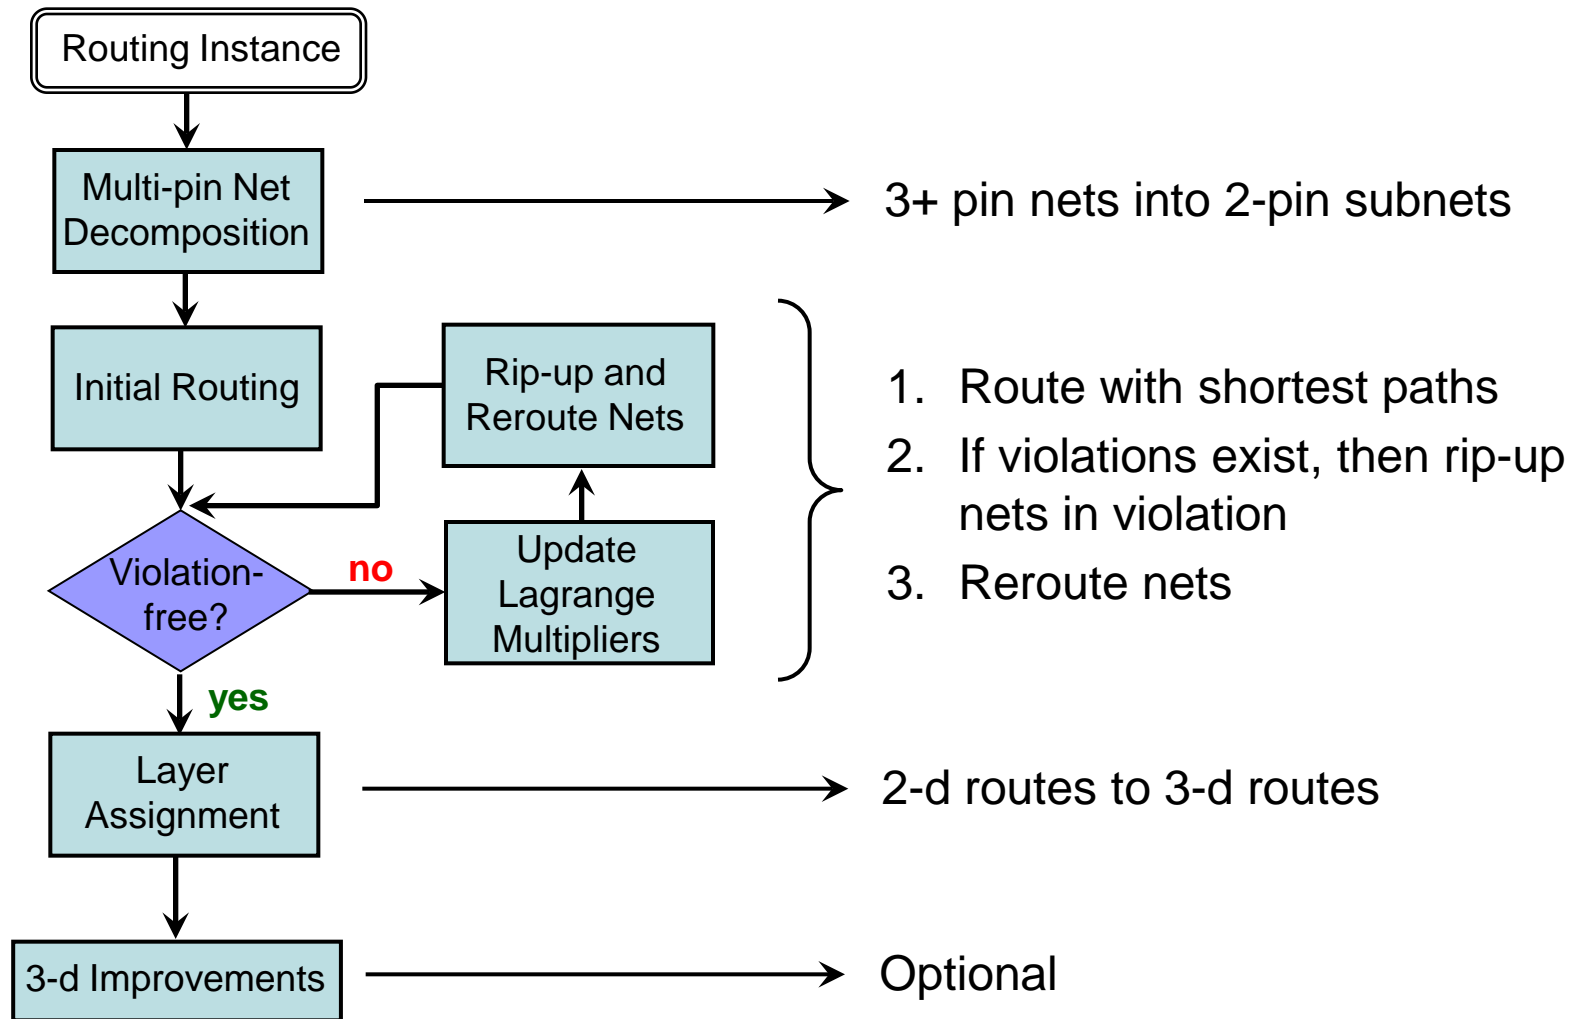 Routing Instance
Multi-pin Net
Decomposition
3+ pin nets into 2-pin subnets
Initial Routing
Rip-up and
Reroute Nets
Violation-
free?
no
Update
Lagrange
Multipliers
1. Route with shortest paths
2. If violations exist, then rip-up
nets in violation
3. Reroute nets
yes
Layer
Assignment
2-d routes to 3-d routes
3-d Improvements
Optional